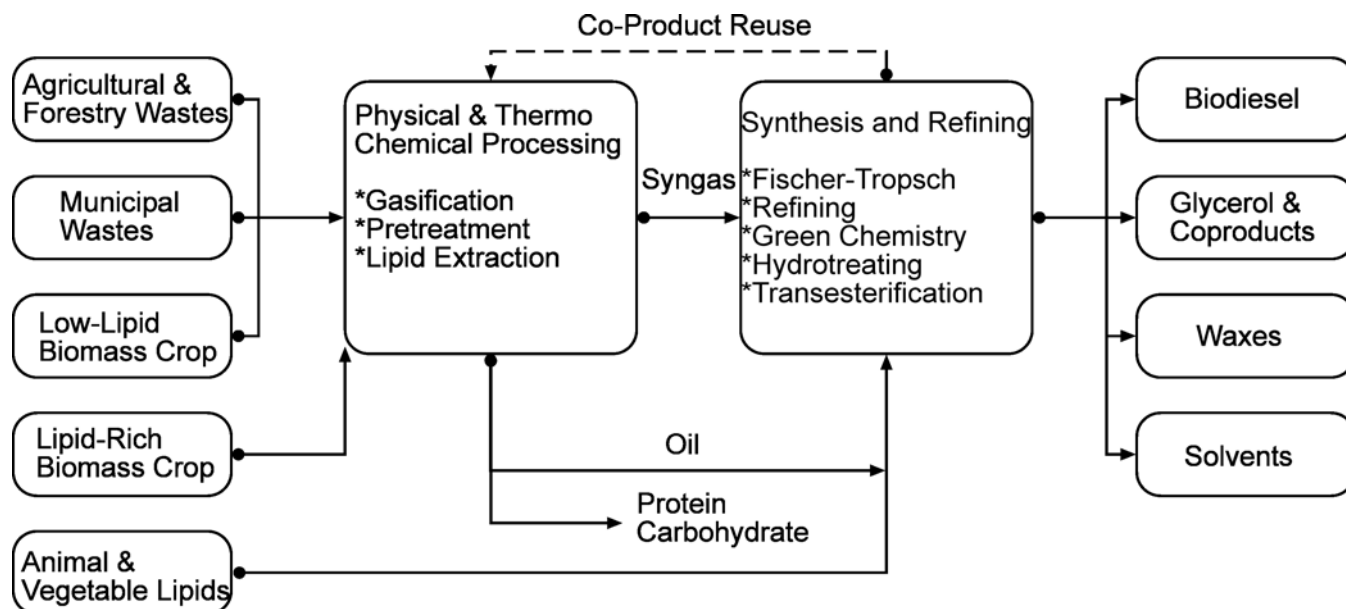 Co-Product Reuse
Agricultural &
Forestry Wastes
Municipal
Wastes
Low-Lipid
Biomass Crop
Lipid-Rich
Biomass Crop
Animal &
Vegetable Lipids
Physical & Thermo
Chemical Processing
*Gasification
*Pretreatment
*Lipid Extraction
Syngas
Oil
Protein
Carbohydrate
Synthesis and Refining
*Fischer-Tropsch
*Refining
*Green Chemistry
*Hydrotreating
*Transesterification
Biodiesel
Glycerol &
Coproducts
Waxes
Solvents